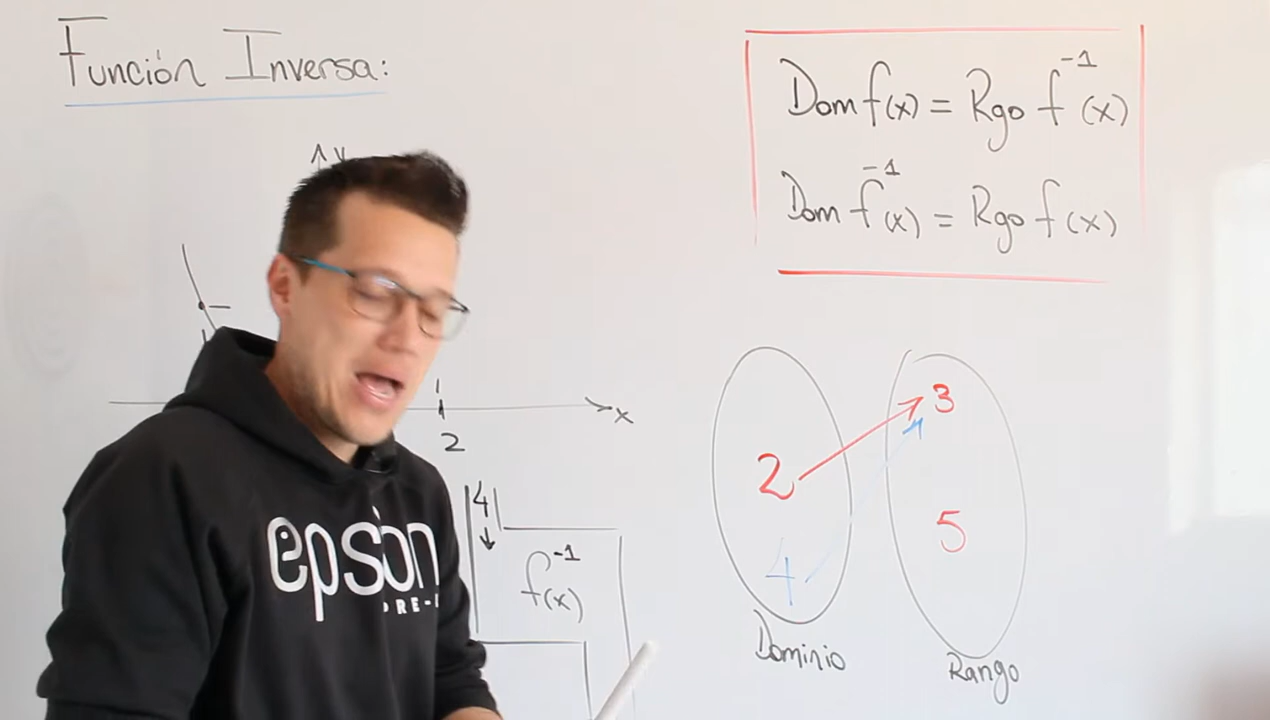 Función Inversa:
Dom f(x) = Rgo f⁻¹(x)
Dom f⁻¹(x) = Rgo f(x)
x
2
4
f⁻¹(x)
epsilon
2
4
3
5
Dominio
Rango